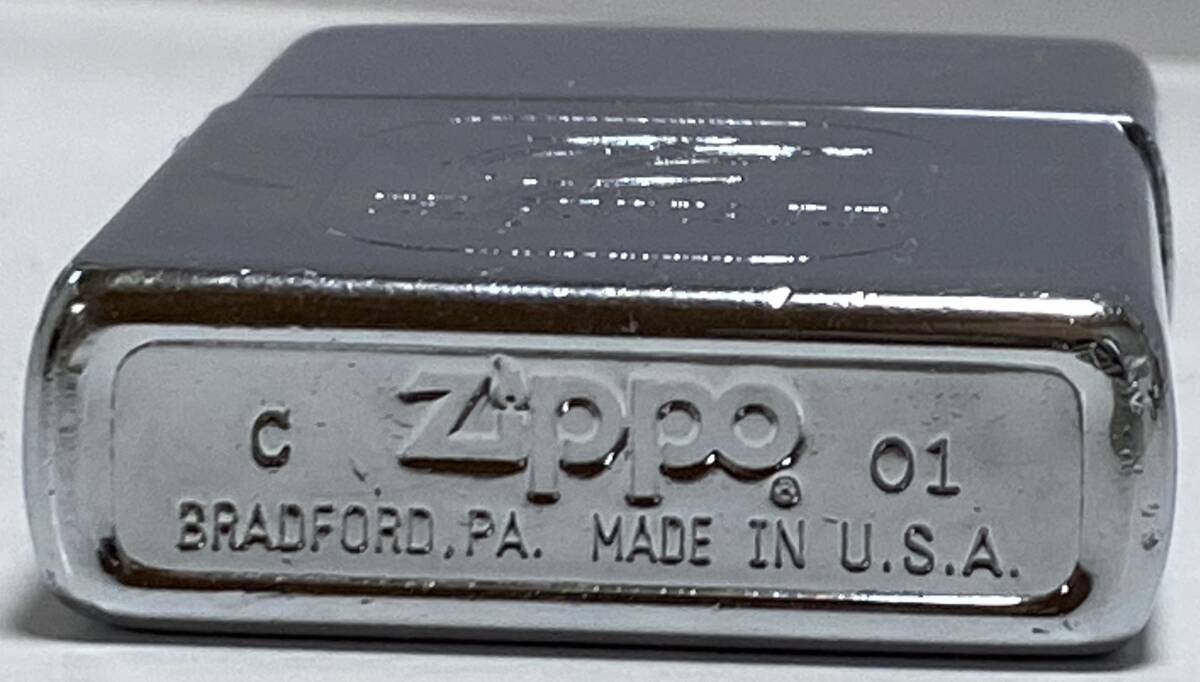 C Zippo ® 01
BRADFORD, PA. MADE IN U.S.A.